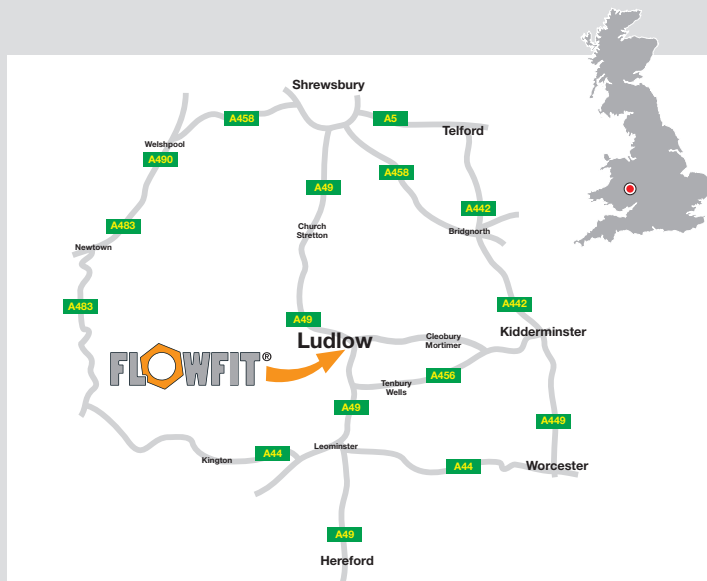 Shrewsbury
A458
A5
Telford
Welshpool
A490
A458
A49
A442
A483
Church
Stretton
Bridgnorth
Newtown
A483
A442
A49
Ludlow
Cleobury
Mortimer
Kidderminster
FLOWFIT®
A456
Tenbury
Wells
A49
A449
Leominster
Kington
A44
A44
Worcester
A49
Hereford